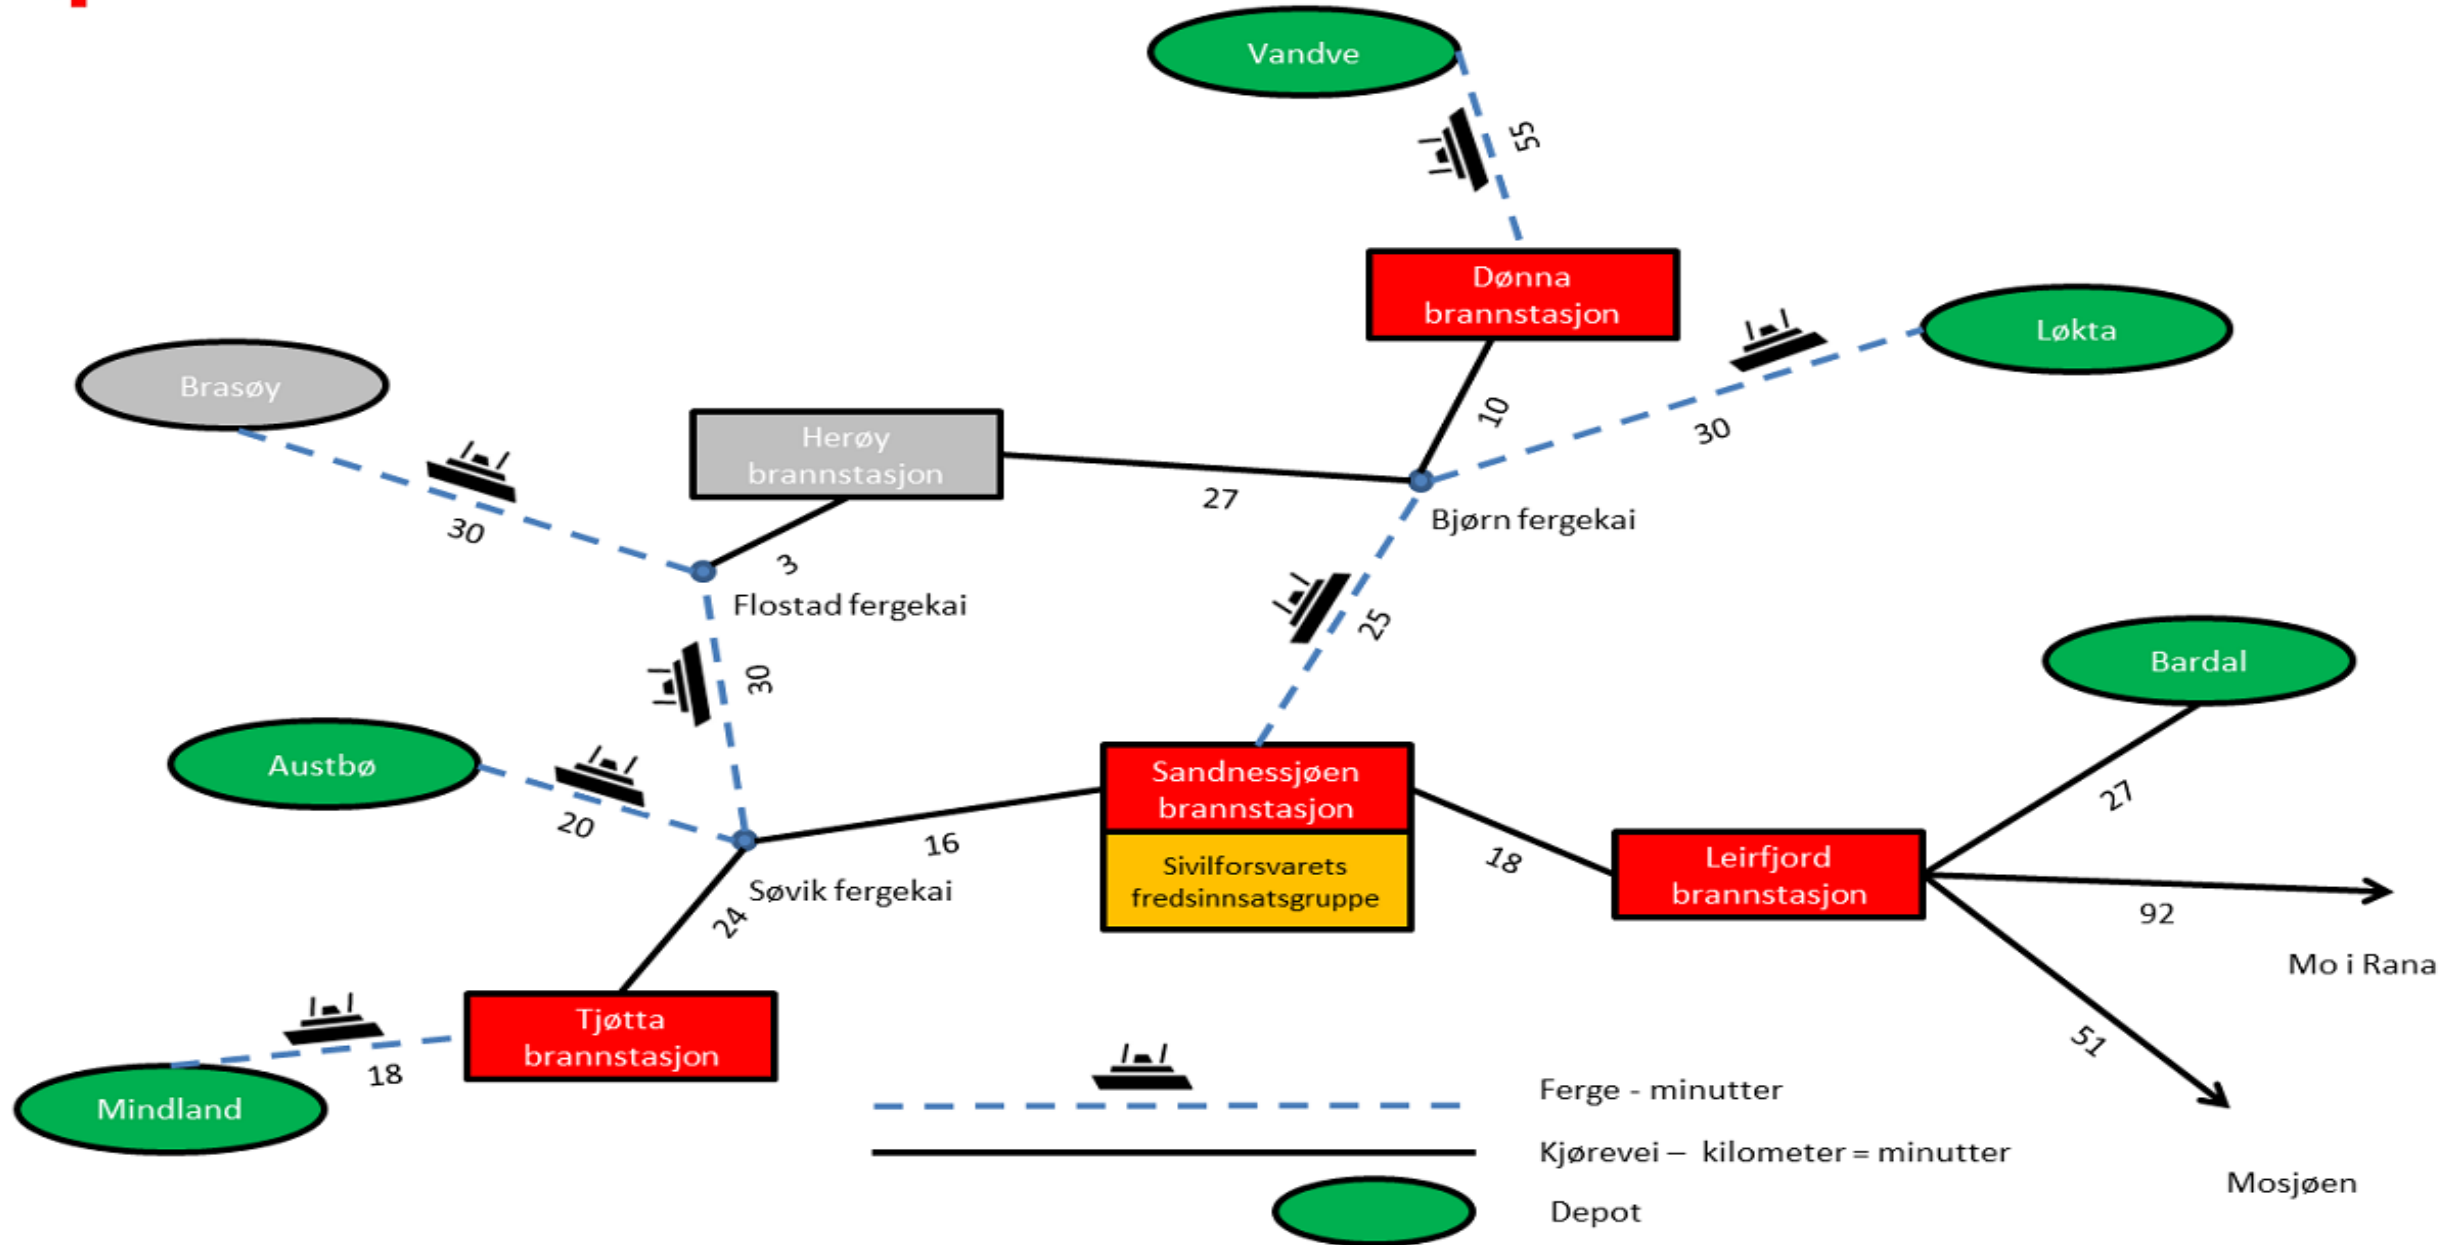 Vandve
55
Dønna
brannstasjon
Løkta
30
10
Brasøy
30
Herøy
brannstasjon
27
3
Bjørn fergekai
Flostad fergekai
30
25
Bardal
27
Austbø
20
Sandnessjøen
brannstasjon
16
Sivilforsvarets
fredsinnsatsgruppe
18
Leirfjord
brannstasjon
92
Mo i Rana
51
Mosjøen
Søvik fergekai
24
Tjøtta
brannstasjon
18
Mindland
Ferge - minutter
Kjørevei – kilometer = minutter
Depot